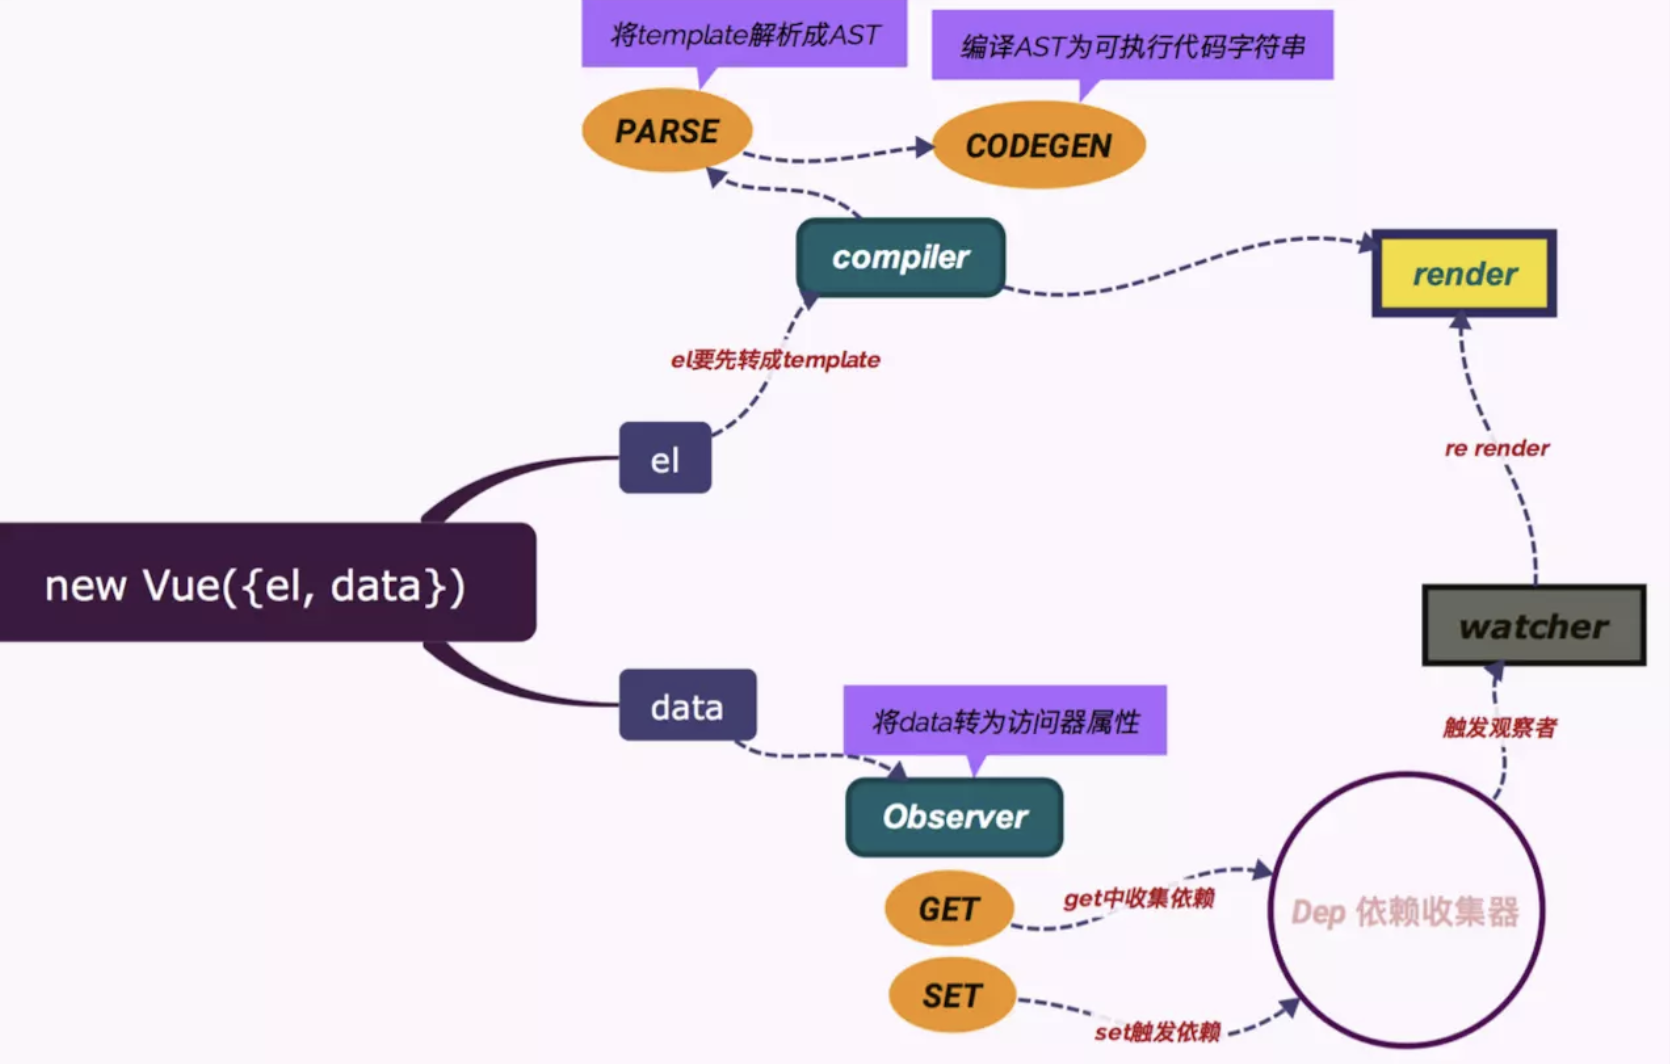 将template解析成AST
编译AST为可执行代码字符串
PARSE
CODEGEN
compiler
render
el要先转成template
el
re render
new Vue({el, data})
watcher
data
将data转为访问器属性
触发观察者
Observer
GET
get中收集依赖
Dep 依赖收集器
SET
set触发依赖